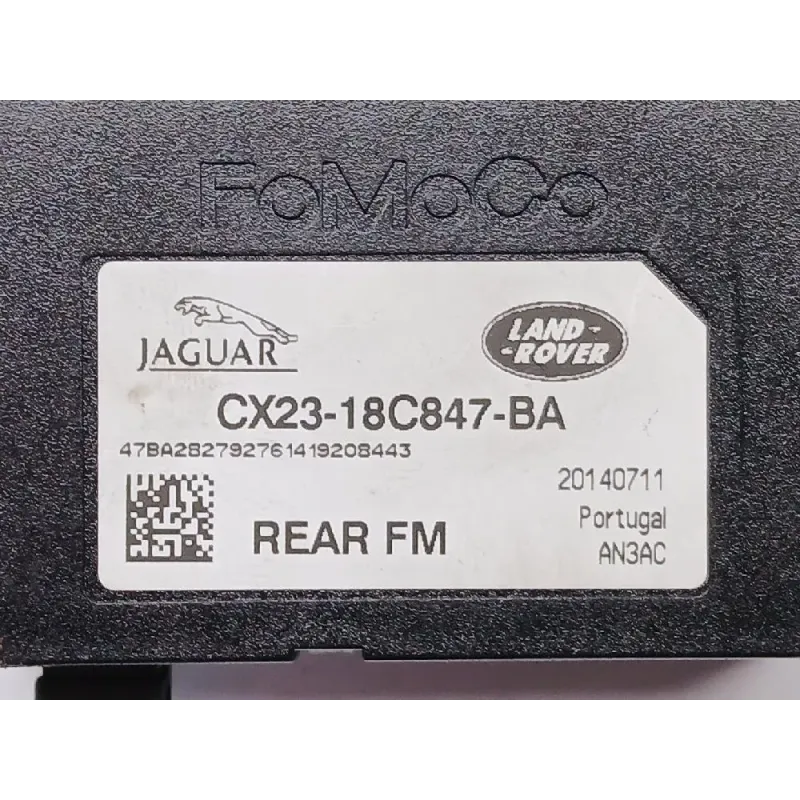 FoMoCo
JAGUAR
LAND-
-ROVER
CX23-18C847-BA
47BA282792761419208443
20140711
Portugal
REAR FM
AN3AC